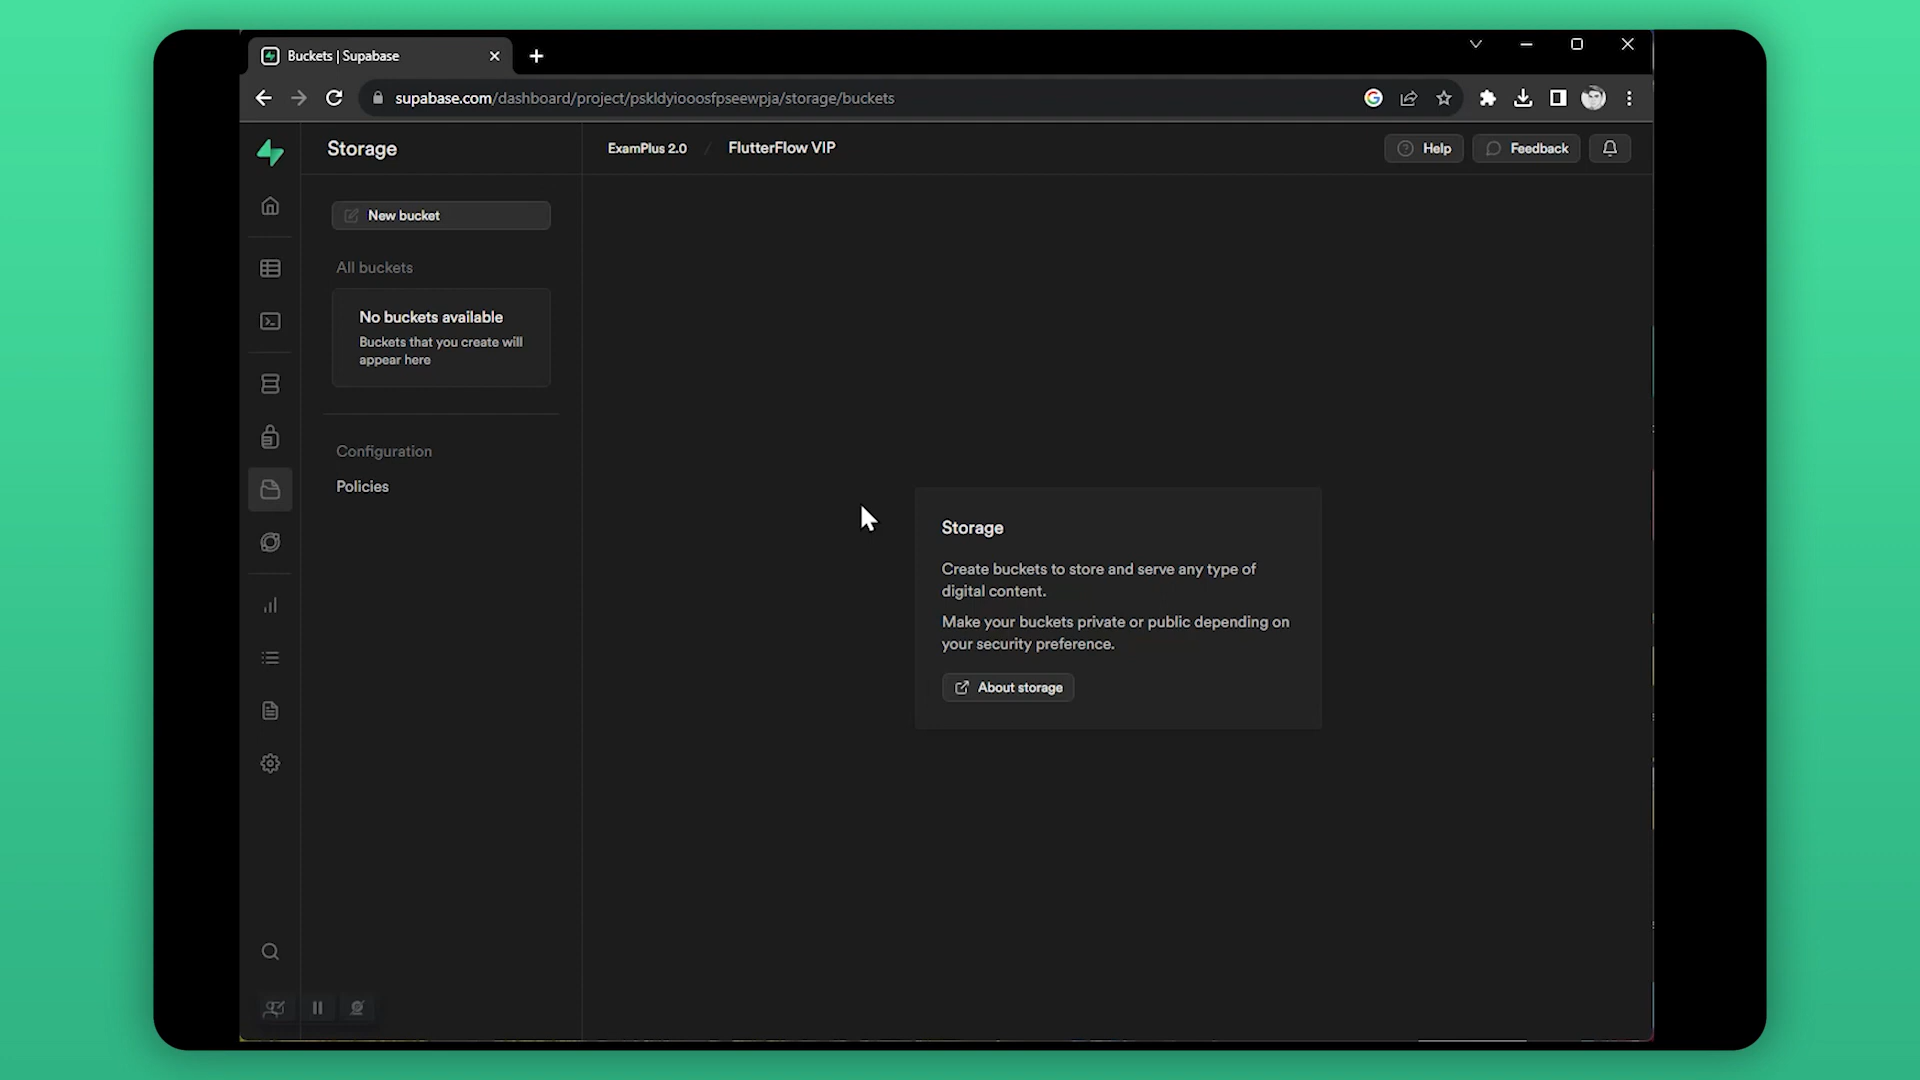 Buckets | Supabase
supabase.com/dashboard/project/pskldyiooosfpseewpja/storage/buckets
Storage
ExamPlus 2.0 / FlutterFlow VIP
Help
Feedback
New bucket
All buckets
No buckets available
Buckets that you create will
appear here
Configuration
Policies
Storage
Create buckets to store and serve any type of
digital content.
Make your buckets private or public depending on
your security preference.
About storage